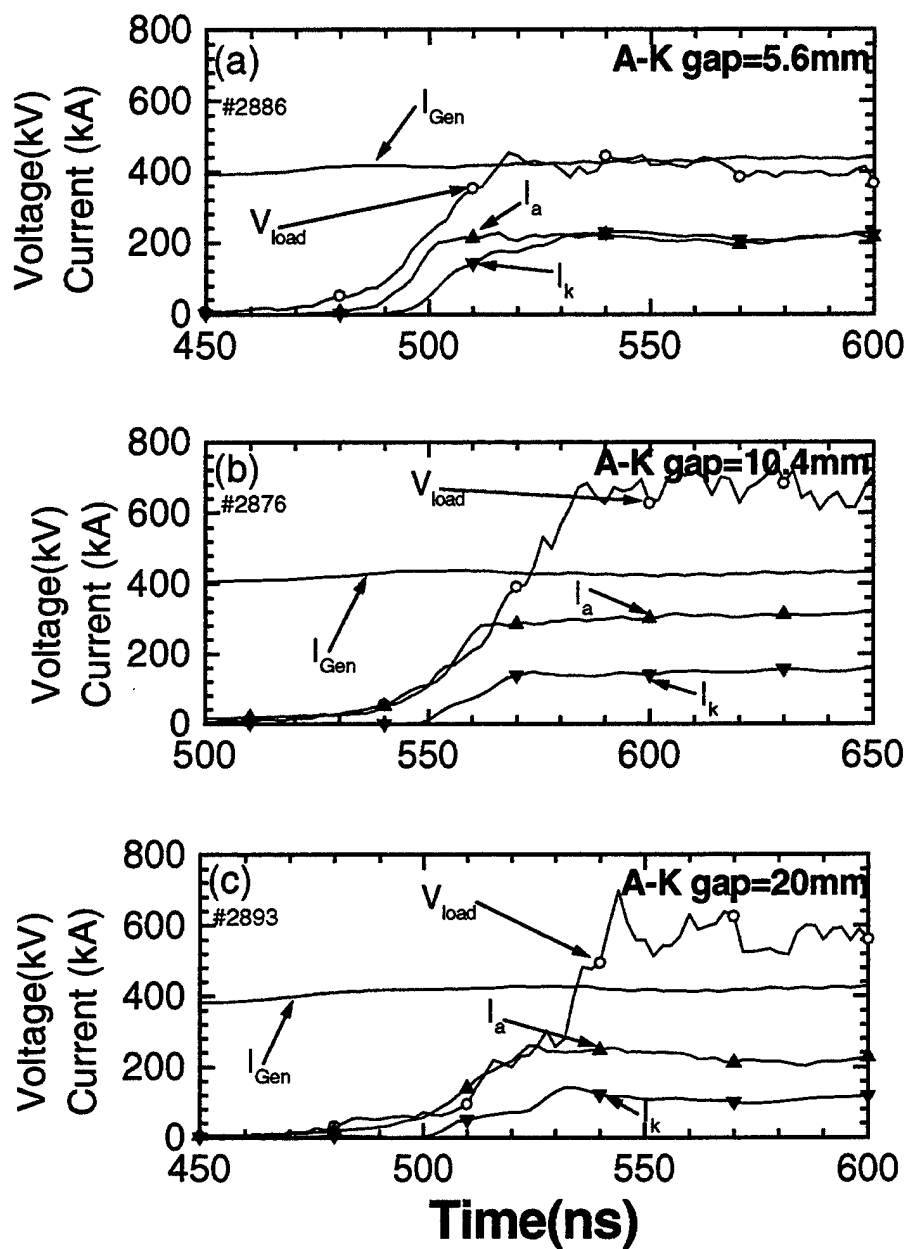 800
(a)
A-K gap=5.6mm
600
#2886
I_Gen
400
V_load
I_a
200
I_k
0
450
500
550
600
Voltage(kV)
Current (kA)
800
(b)
A-K gap=10.4mm
V_load
600
#2876
400
I_a
I_Gen
200
I_k
0
500
550
600
650
Voltage(kV)
Current (kA)
800
(c)
A-K gap=20mm
V_load
600
#2893
400
I_a
I_Gen
200
I_k
0
450
500
550
600
Voltage(kV)
Current (kA)
Time(ns)